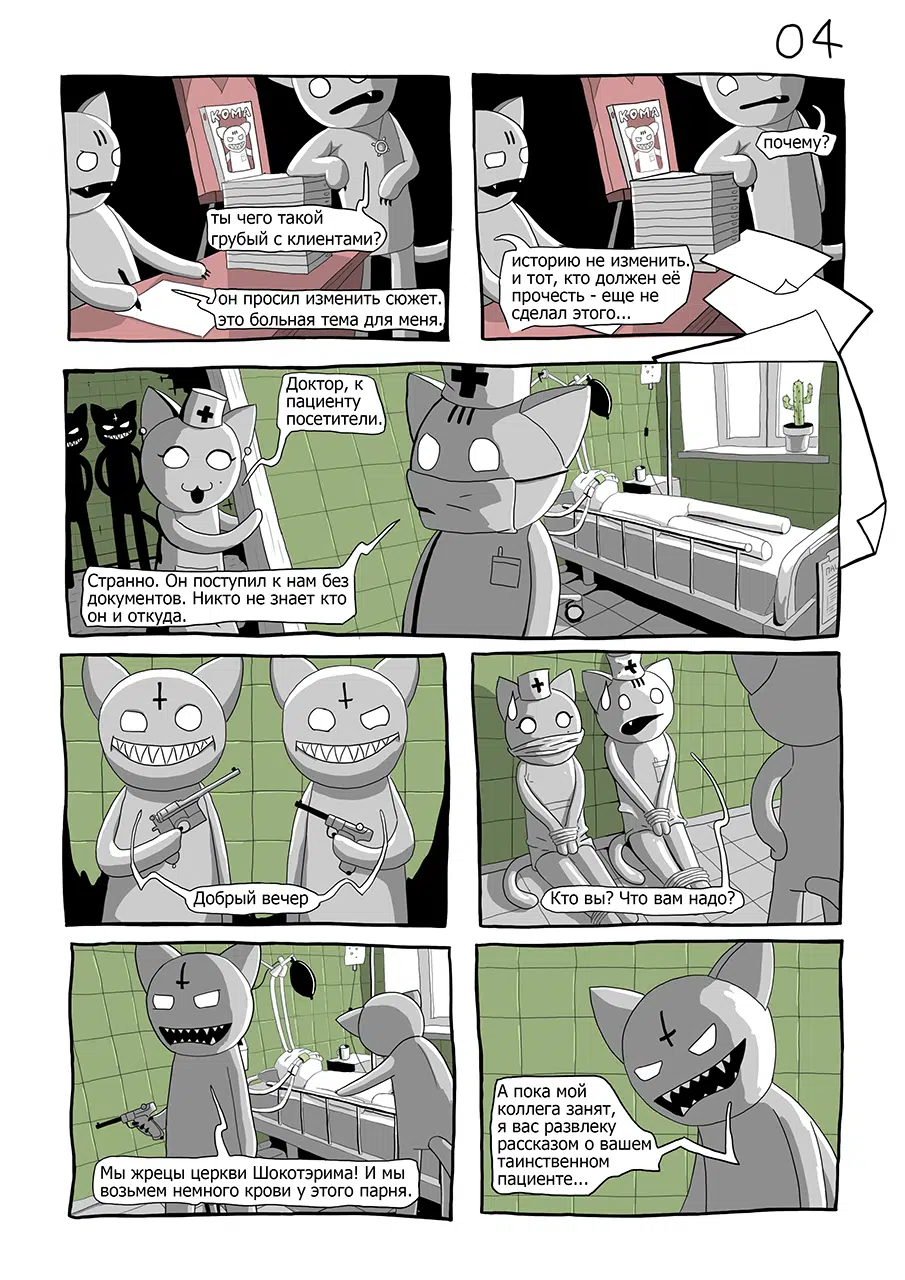 04
КОМА
ты чего такой
грубый с клиентами?
он просил изменить сюжет.
это больная тема для меня.
КОМА
почему?
историю не изменить.
и тот, кто должен её
прочесть - еще не
сделал этого...
Доктор, к
пациенту
посетители.
Странно. Он поступил к нам без
документов. Никто не знает кто
он и откуда.
Добрый вечер
Кто вы? Что вам надо?
Мы жрецы церкви Шокотэрима! И мы
возьмем немного крови у этого парня.
А пока мой
коллега занят,
я вас развлеку
рассказом о вашем
таинственном
пациенте...